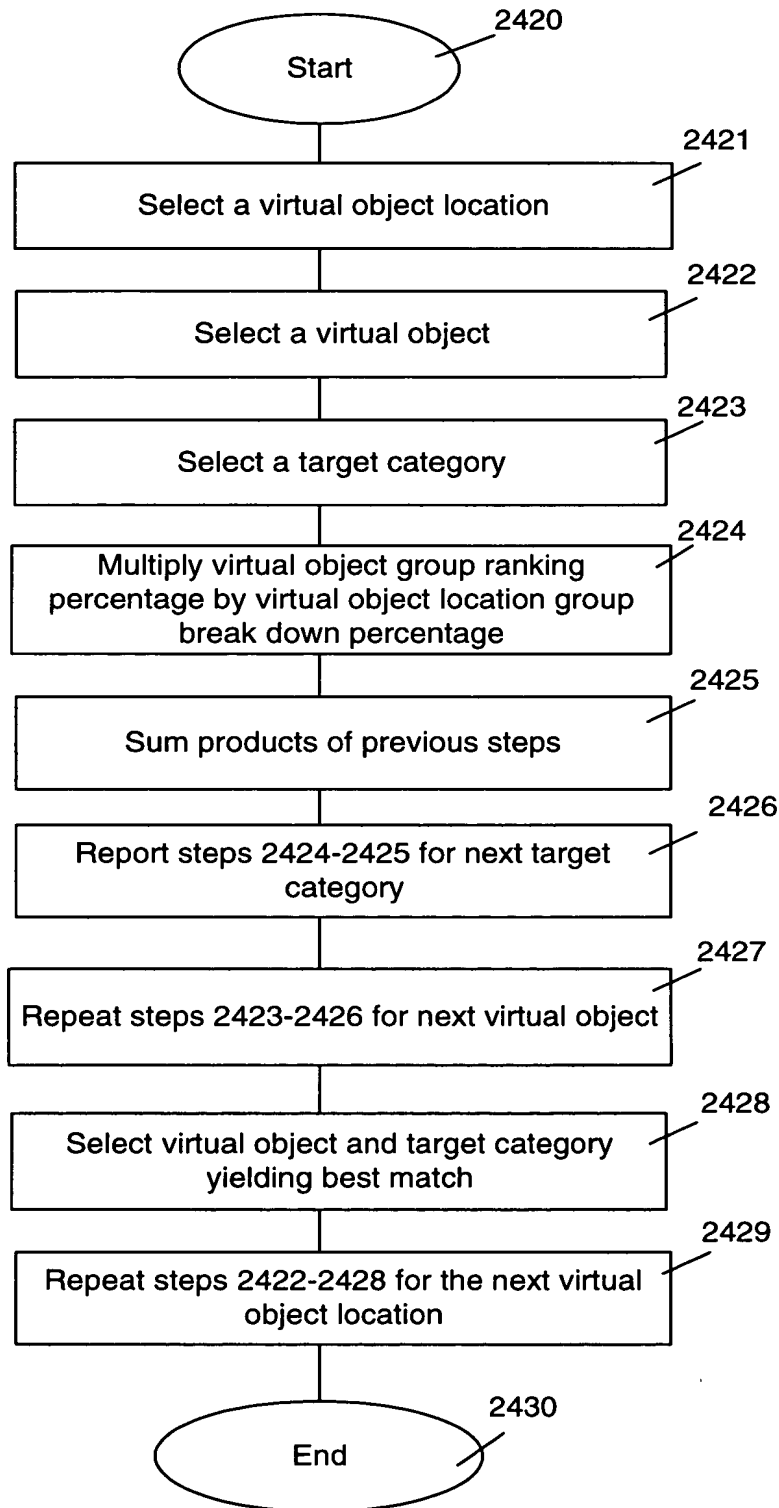 2420
Start
2421
Select a virtual object location
2422
Select a virtual object
2423
Select a target category
2424
Multiply virtual object group ranking
percentage by virtual object location group
break down percentage
2425
Sum products of previous steps
2426
Report steps 2424-2425 for next target
category
2427
Repeat steps 2423-2426 for next virtual object
2428
Select virtual object and target category
yielding best match
2429
Repeat steps 2422-2428 for the next virtual
object location
2430
End